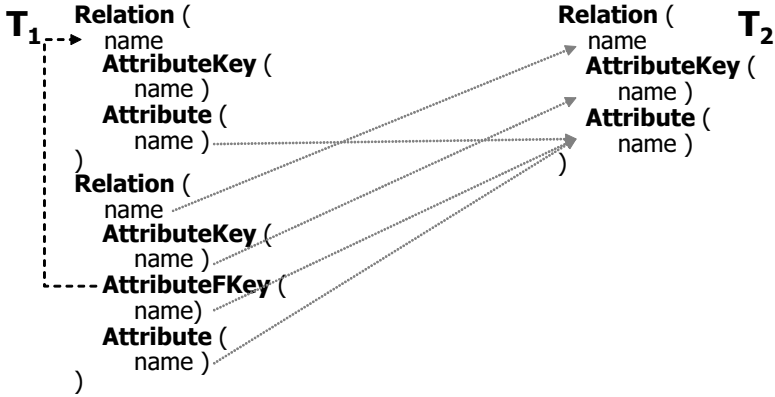 T1
Relation (
name
AttributeKey (
name )
Attribute (
name )
)
Relation (
name
AttributeKey (
name )
AttributeFKey (
name)
Attribute (
name )
)
Relation (
name
AttributeKey (
name )
Attribute (
name )
)
T2